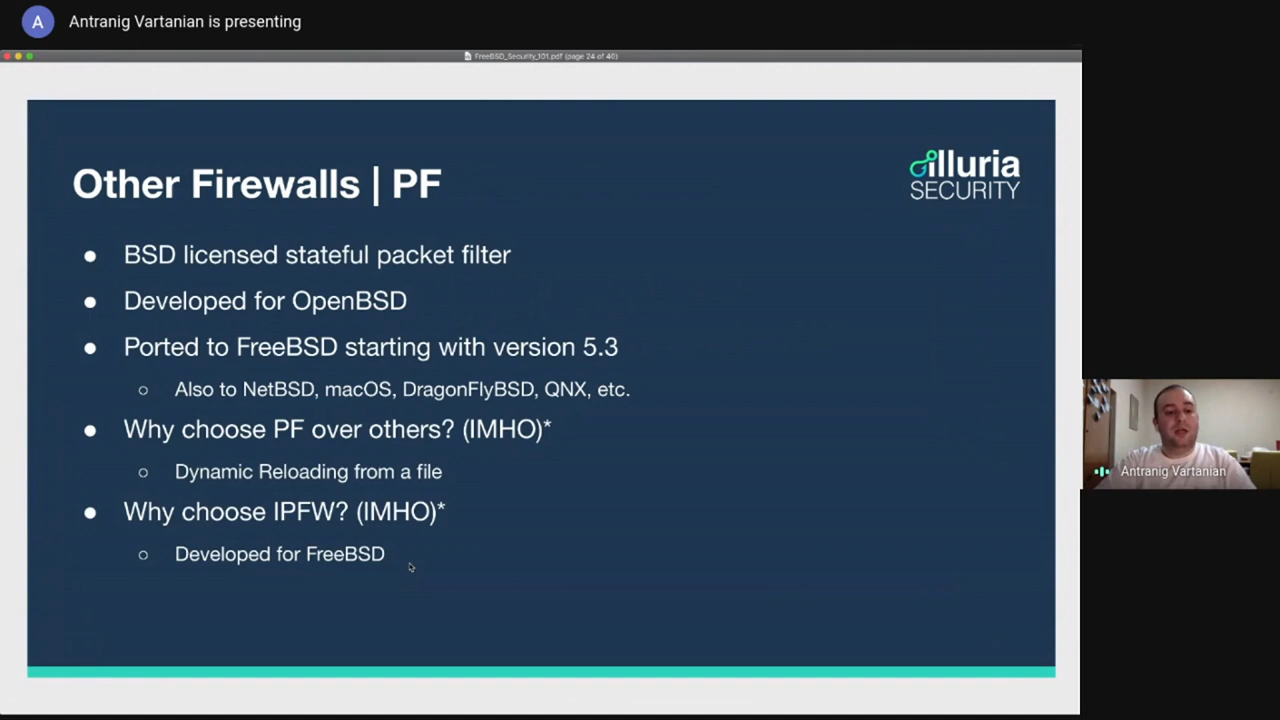 A
Antranig Vartanian is presenting
FreeBSD_Security_101.pdf (page 24 of 46)
Other Firewalls | PF
illuria
SECURITY
● BSD licensed stateful packet filter
● Developed for OpenBSD
● Ported to FreeBSD starting with version 5.3
○ Also to NetBSD, macOS, DragonFlyBSD, QNX, etc.
● Why choose PF over others? (IMHO)*
○ Dynamic Reloading from a file
● Why choose IPFW? (IMHO)*
○ Developed for FreeBSD
Antranig Vartanian